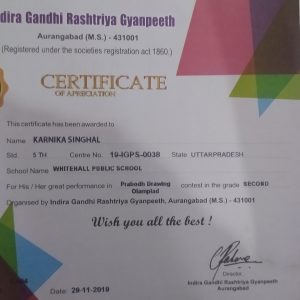 dira Gandhi Rashtriya Gyanpeeth
Aurangabad (M.S.) - 431001
(Registered under the societies registration act 1860.)
CERTIFICATE
OF APRECIATION
This certificate has been awarded to
Name KARNIKA SINGHAL
Std. 5 TH Centre No. 19-IGPS-0038 State UTTARPRADESH
School Name WHITEHALL PUBLIC SCHOOL
For His / Her great performance in Prabodh Drawing Olampiad contest in the grade SECOND
Organised by Indira Gandhi Rashtriya Gyanpeeth, Aurangabad (M.S.) - 431001
Wish you all the best !
Director
Indira Gandhi Rashtriya Gyanpeeth
Aurangabad
Date 29-11-2019